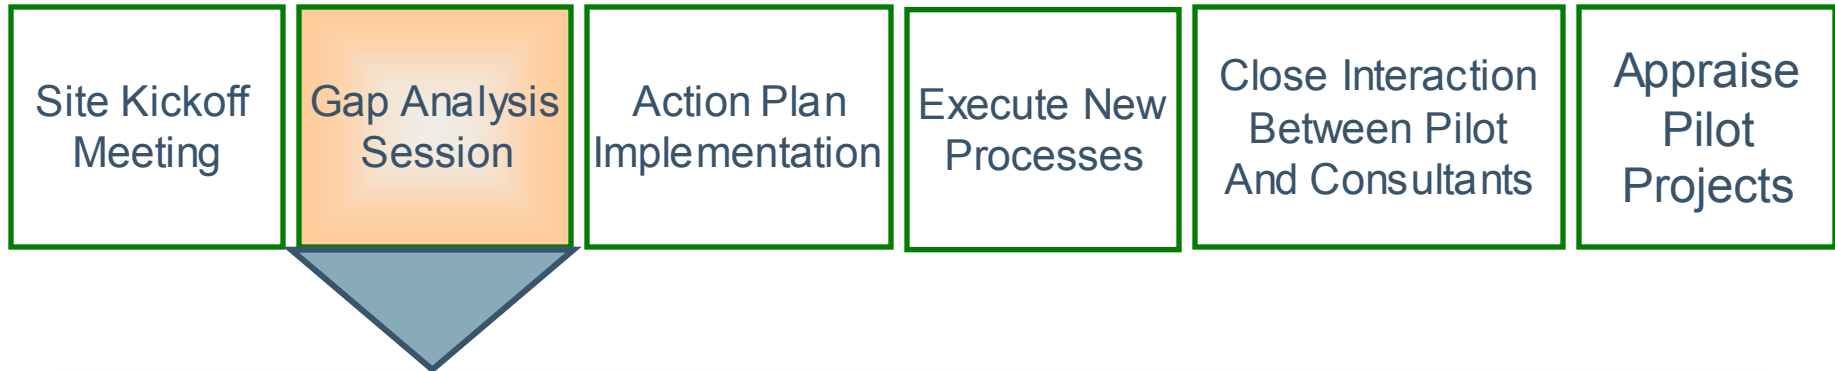 Site Kickoff
Meeting
Gap Analysis
Session
Action Plan
Implementation
Execute New
Processes
Close Interaction
Between Pilot
And Consultants
Appraise
Pilot
Projects